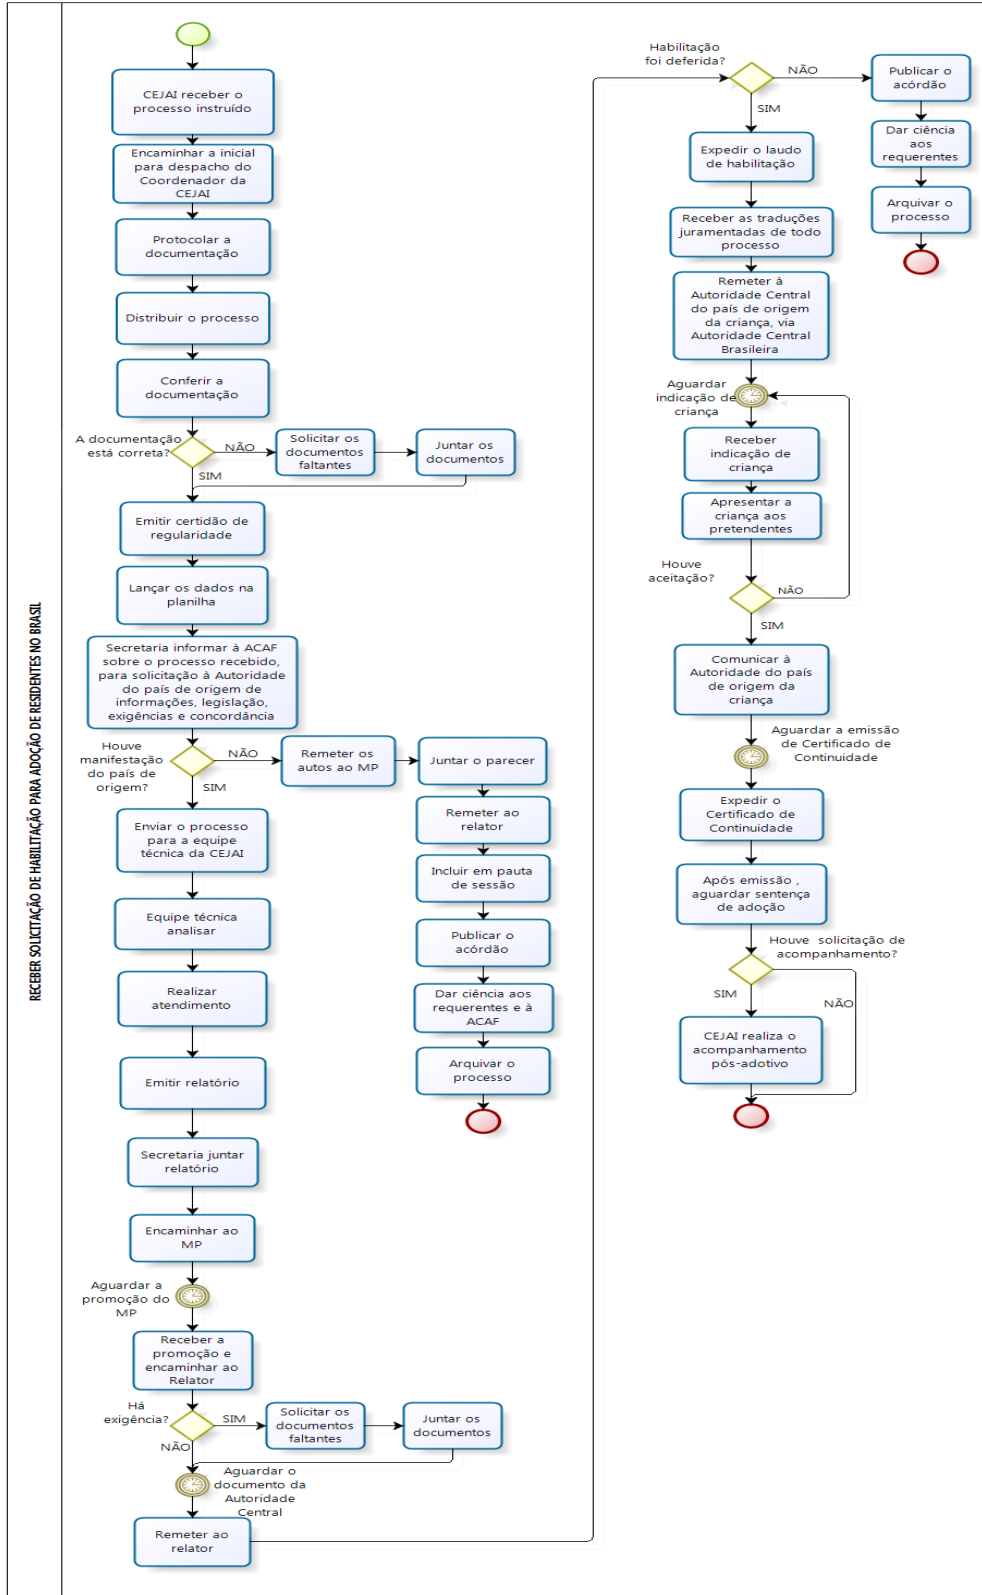 RECEBER SOLICITAÇÃO DE HABILITAÇÃO PARA ADOÇÃO DE RESIDENTES NO BRASIL
CEJAI receber o
processo instruído
Encaminhar a inicial
para despacho do
Coordenador da
CEJAI
Protocolar a
documentação
Distribuir o processo
Conferir a
documentação
A documentação
está correta?
NÃO
Solicitar os
documentos
faltantes
Juntar os
documentos
SIM
Emitir certidão de
regularidade
Lançar os dados na
planilha
Secretaria informar à ACAF
sobre o processo recebido,
para solicitação à Autoridade
do país de origem de
informações, legislação,
exigências e concordância
Houve
manifestação
do país de
origem?
NÃO
Remeter os
autos ao MP
Juntar o parecer
Remeter ao
relator
Incluir em pauta
de sessão
Publicar o
acórdão
Dar ciência aos
requerentes e à
ACAF
Arquivar o
processo
SIM
Enviar o processo
para a equipe
técnica da CEJAI
Equipe técnica
analisar
Realizar
atendimento
Emitir relatório
Secretaria juntar
relatório
Encaminhar ao
MP
Aguardar a
promoção do
MP
Receber a
promoção e
encaminhar ao
Relator
Há
exigência?
SIM
Solicitar os
documentos
faltantes
Juntar os
documentos
NÃO
Aguardar o
documento da
Autoridade
Central
Remeter ao
relator
Habilitação
foi deferida?
NÃO
Publicar o
acórdão
Dar ciência
aos
requerentes
Arquivar o
processo
SIM
Expedir o laudo
de habilitação
Receber as traduções
juramentadas de todo
processo
Remeter à
Autoridade Central
do país de origem
da criança, via
Autoridade Central
Brasileira
Aguardar
indicação de
criança
Receber
indicação de
criança
Apresentar a
criança aos
pretendentes
Houve
aceitação?
NÃO
SIM
Comunicar à
Autoridade do país
de origem da
criança
Aguardar a emissão
de Certificado de
Continuidade
Expedir o
Certificado de
Continuidade
Após emissão ,
aguardar sentença
de adoção
Houve solicitação de
acompanhamento?
SIM
NÃO
CEJAI realiza o
acompanhamento
pós-adotivo